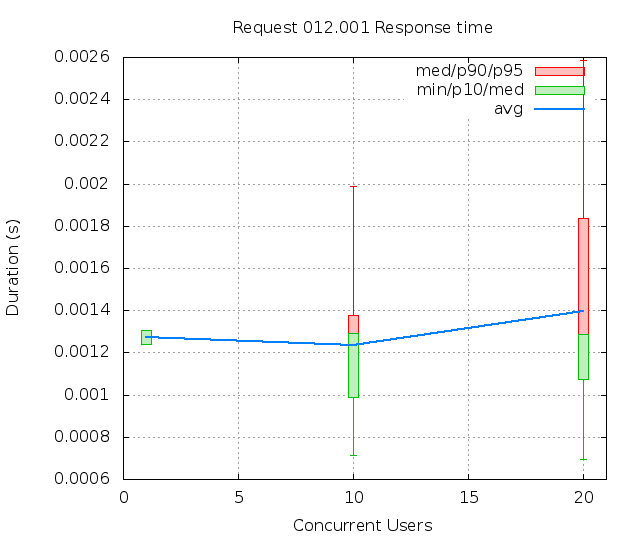 Request 012.001 Response time
0.0026
0.0024
0.0022
0.002
0.0018
0.0016
0.0014
0.0012
0.001
0.0008
0.0006
Duration (s)
med/p90/p95
min/p10/med
avg
0 5 10 15 20
Concurrent Users